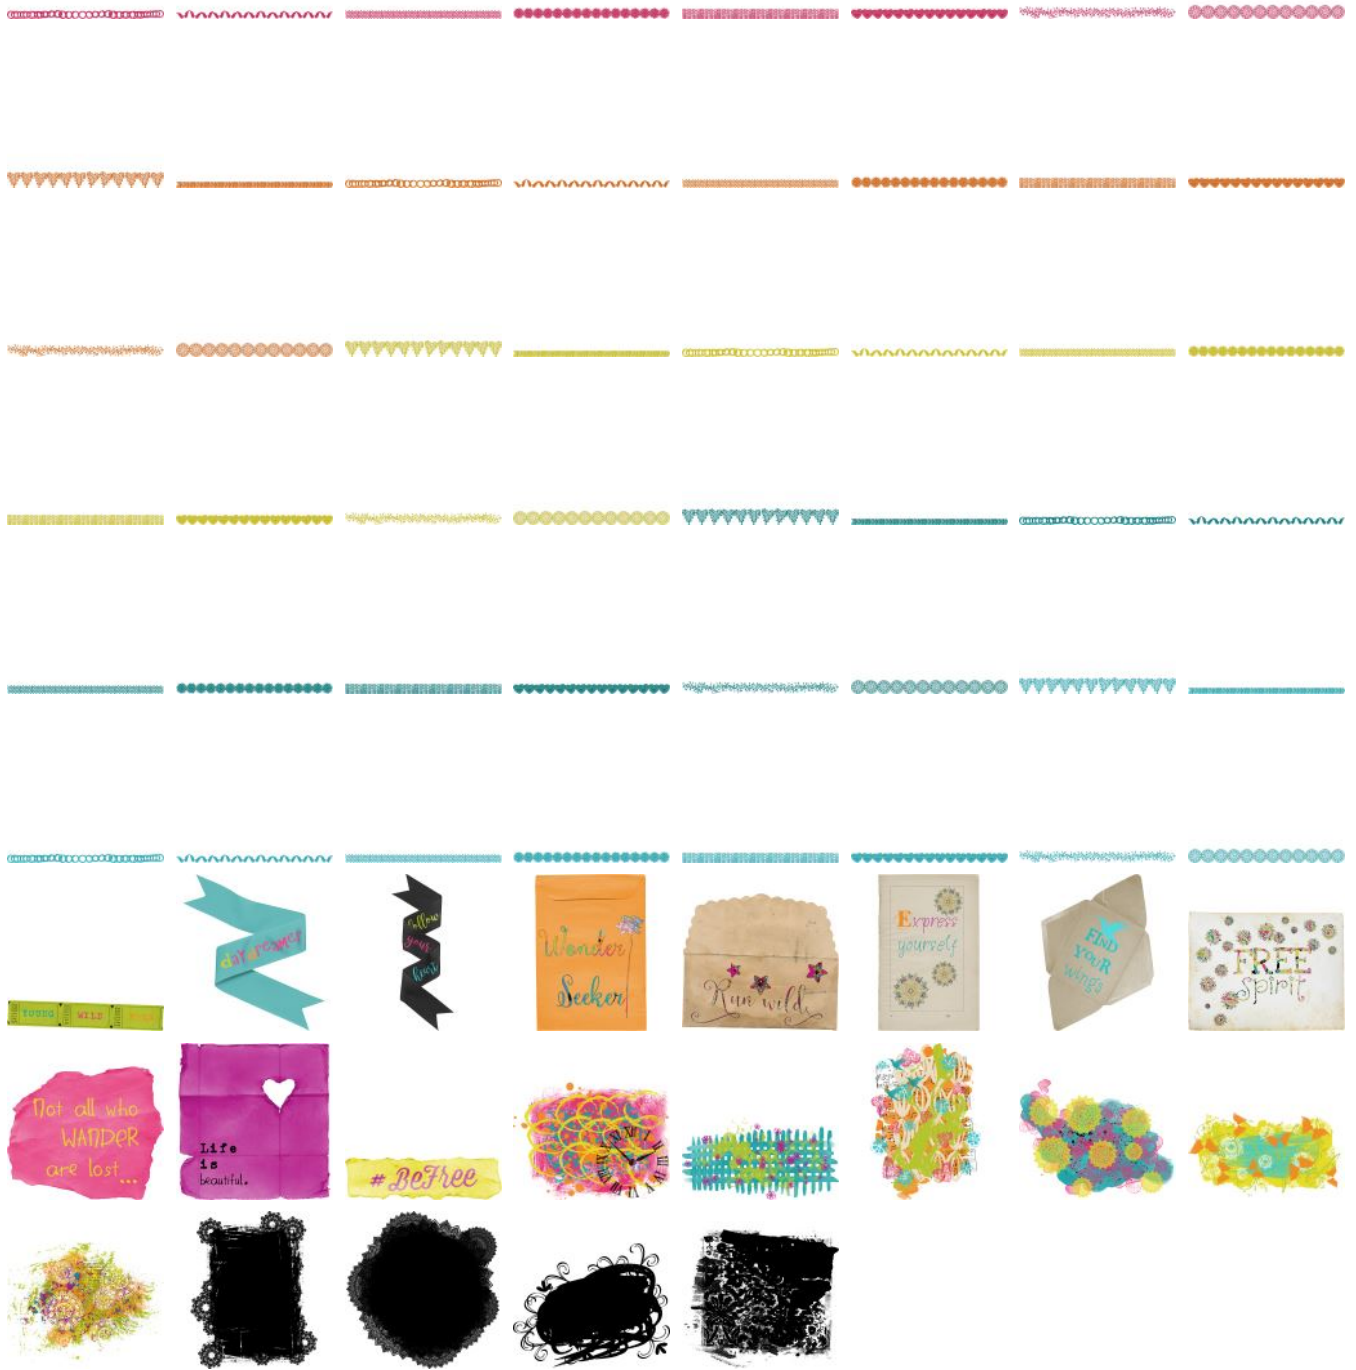 YOUNG WILD FREE
daydreamer
follow
your
heart
Wonder
Seeker
Run wild
Express
yourself
FIND
YOUR
wings
FREE
spirit
Not all who
WANDER
are lost...
Life
is
beautiful.
# BeFree